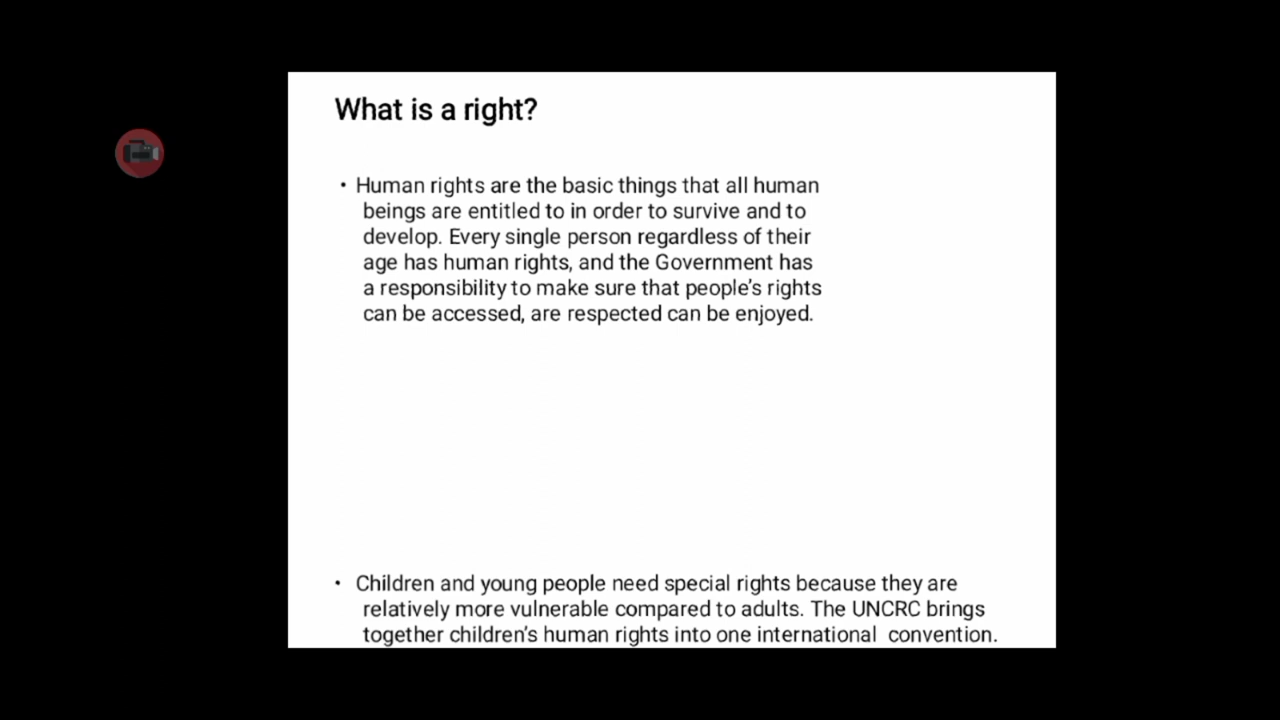 What is a right?
• Human rights are the basic things that all human
beings are entitled to in order to survive and to
develop. Every single person regardless of their
age has human rights, and the Government has
a responsibility to make sure that people’s rights
can be accessed, are respected can be enjoyed.
• Children and young people need special rights because they are
relatively more vulnerable compared to adults. The UNCRC brings
together children’s human rights into one international  convention.